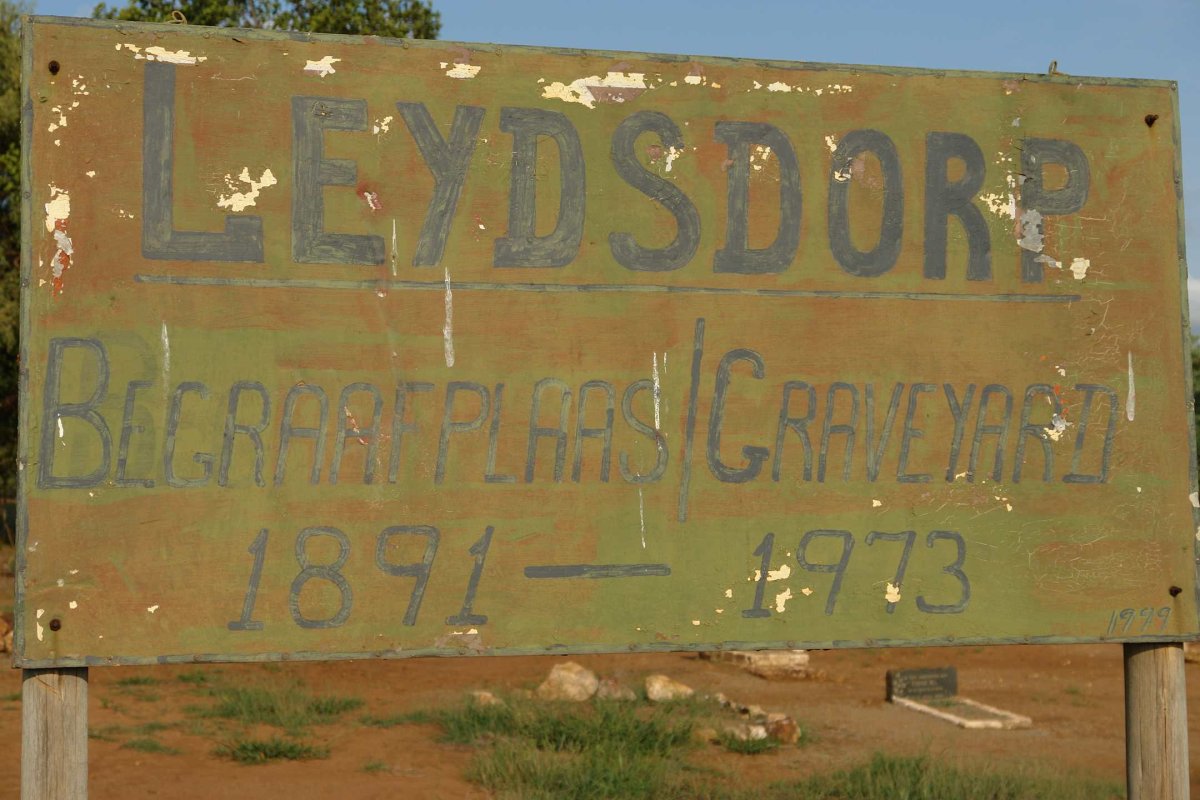 LEYDSDORP
BEGRAAFPLAAS/GRAVEYARD
1891 — 1973
1999